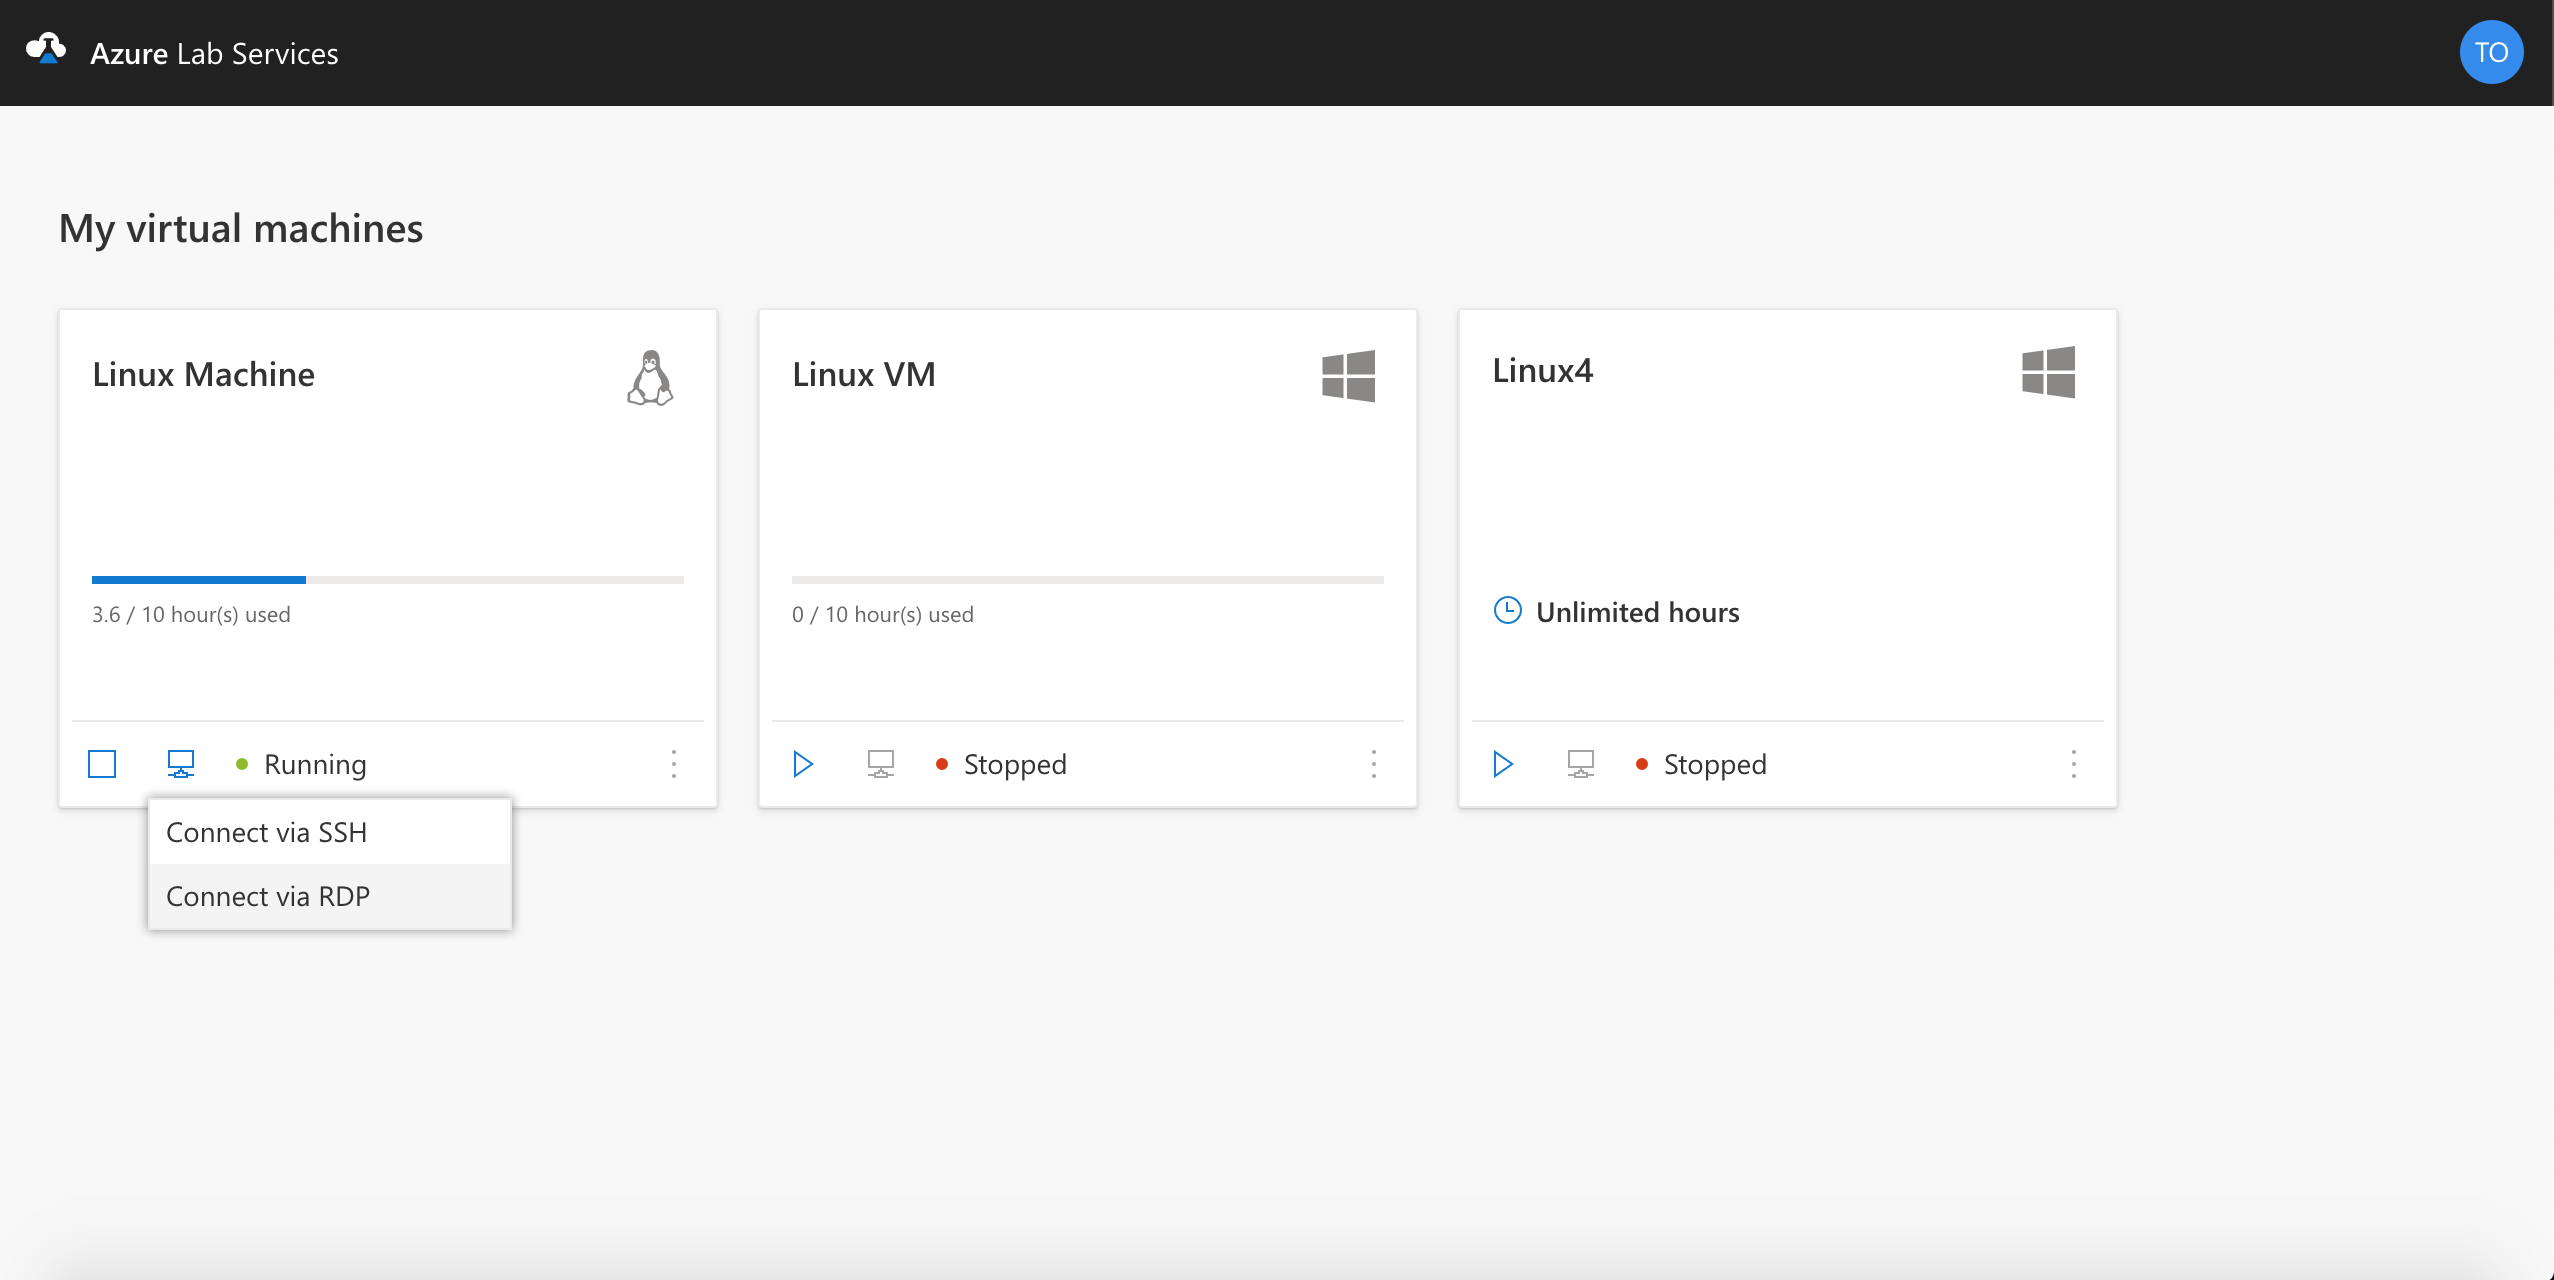 Azure Lab Services
TO
My virtual machines
Linux Machine
3.6 / 10 hour(s) used
Running
Connect via SSH
Connect via RDP
Linux VM
0 / 10 hour(s) used
Stopped
Linux4
Unlimited hours
Stopped